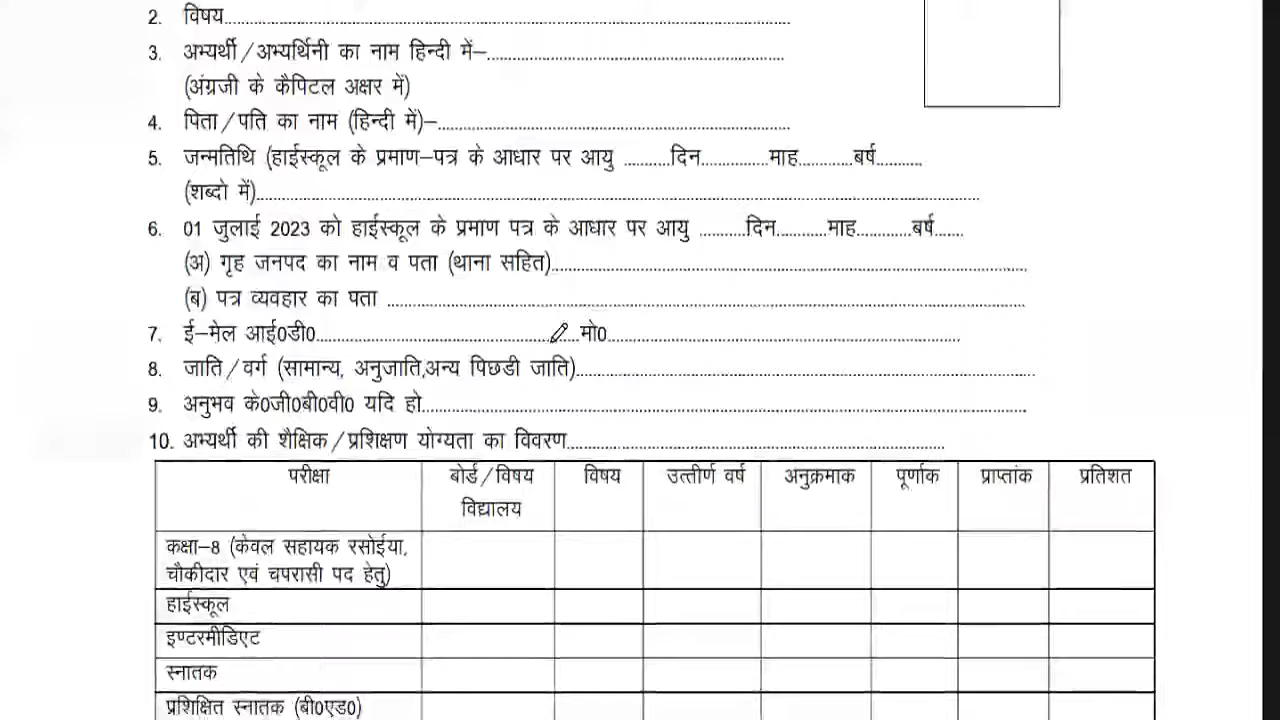 2. विषय........................
3. अभ्यर्थी/अभ्यर्थिनी का नाम हिन्दी में–........................
(अंग्रजी के कैपिटल अक्षर में)
4. पिता/पति का नाम (हिन्दी में)–........................
5. जन्मतिथि (हाईस्कूल के प्रमाण–पत्र के आधार पर आयु ..........दिन............माह............बर्ष..........
(शब्दो में)........................
6. 01 जुलाई 2023 को हाईस्कूल के प्रमाण पत्र के आधार पर आयु ..........दिन............माह............बर्ष.......
(अ) गृह जनपद का नाम व पता (थाना सहित)........................
(ब) पत्र व्यवहार का पता ........................
7. ई–मेल आई0डी0........................मो0........................
8. जाति/वर्ग (सामान्य, अनुजाति,अन्य पिछडी जाति)........................
9. अनुभव के0जी0बी0वी0 यदि हो........................
10. अभ्यर्थी की शैक्षिक/प्रशिक्षण योग्यता का विवरण........................
परीक्षा बोर्ड/विषय विषय उत्तीर्ण वर्ष अनुक्रमाक पूर्णाक प्राप्तांक प्रतिशत
विद्यालय
कक्षा–8 (केवल सहायक रसोईया,
चौकीदार एवं चपरासी पद हेतु)
हाईस्कूल
इण्टरमीडिएट
स्नातक
प्रशिक्षित स्नातक (बी0एड0)